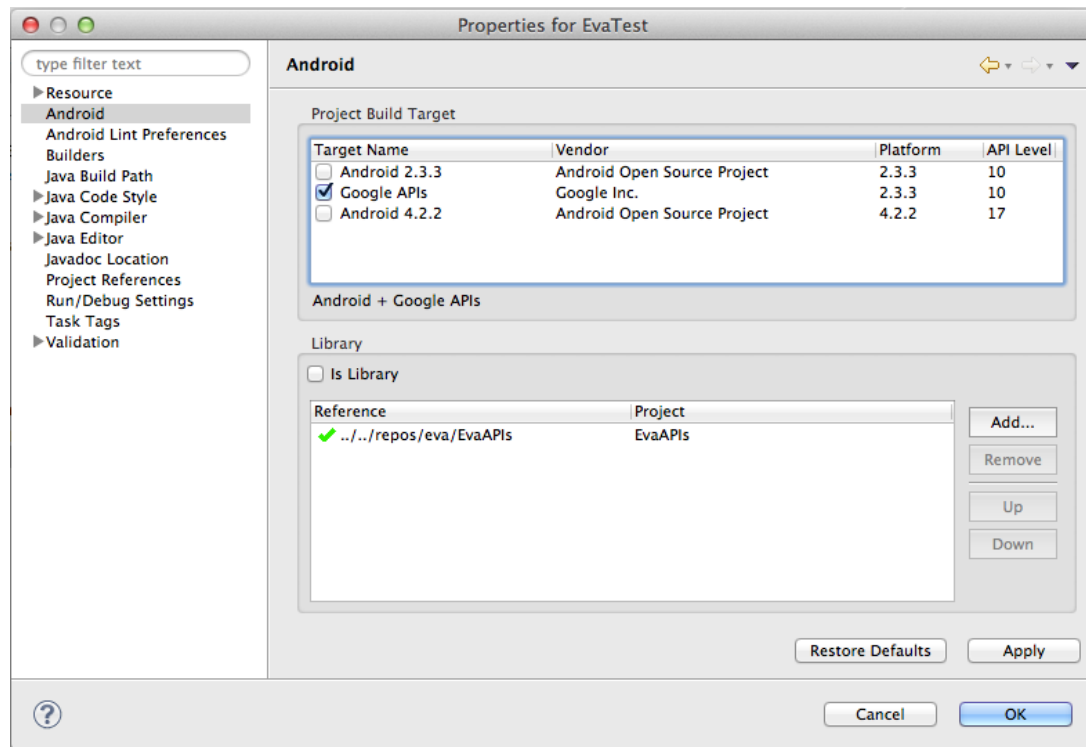 Properties for EvaTest
type filter text
Resource
Android
Android Lint Preferences
Builders
Java Build Path
Java Code Style
Java Compiler
Java Editor
Javadoc Location
Project References
Run/Debug Settings
Task Tags
Validation
Android
Project Build Target
Target Name Vendor Platform API Level
Android 2.3.3 Android Open Source Project 2.3.3 10
Google APIs Google Inc. 2.3.3 10
Android 4.2.2 Android Open Source Project 4.2.2 17
Android + Google APIs
Library
Is Library
Reference Project
../../repos/eva/EvaAPIs EvaAPIs
Add...
Remove
Up
Down
Restore Defaults Apply
? Cancel OK